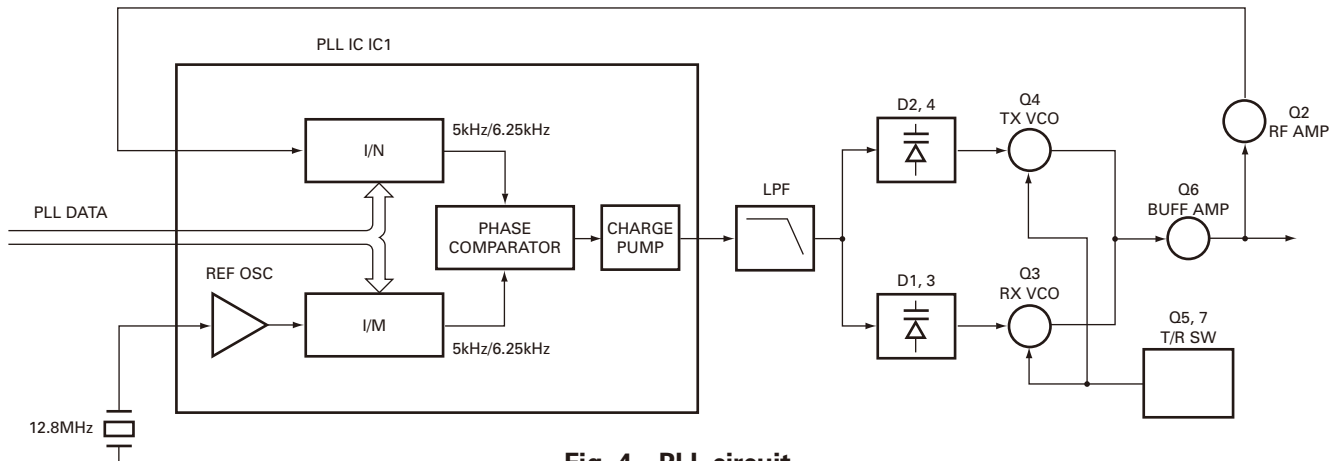 PLL IC IC1
I/N
5kHz/6.25kHz
PLL DATA
PHASE
COMPARATOR
CHARGE
PUMP
REF OSC
I/M
5kHz/6.25kHz
12.8MHz
LPF
D2, 4
Q4
TX VCO
D1, 3
Q3
RX VCO
Q6
BUFF AMP
Q2
RF AMP
Q5, 7
T/R SW